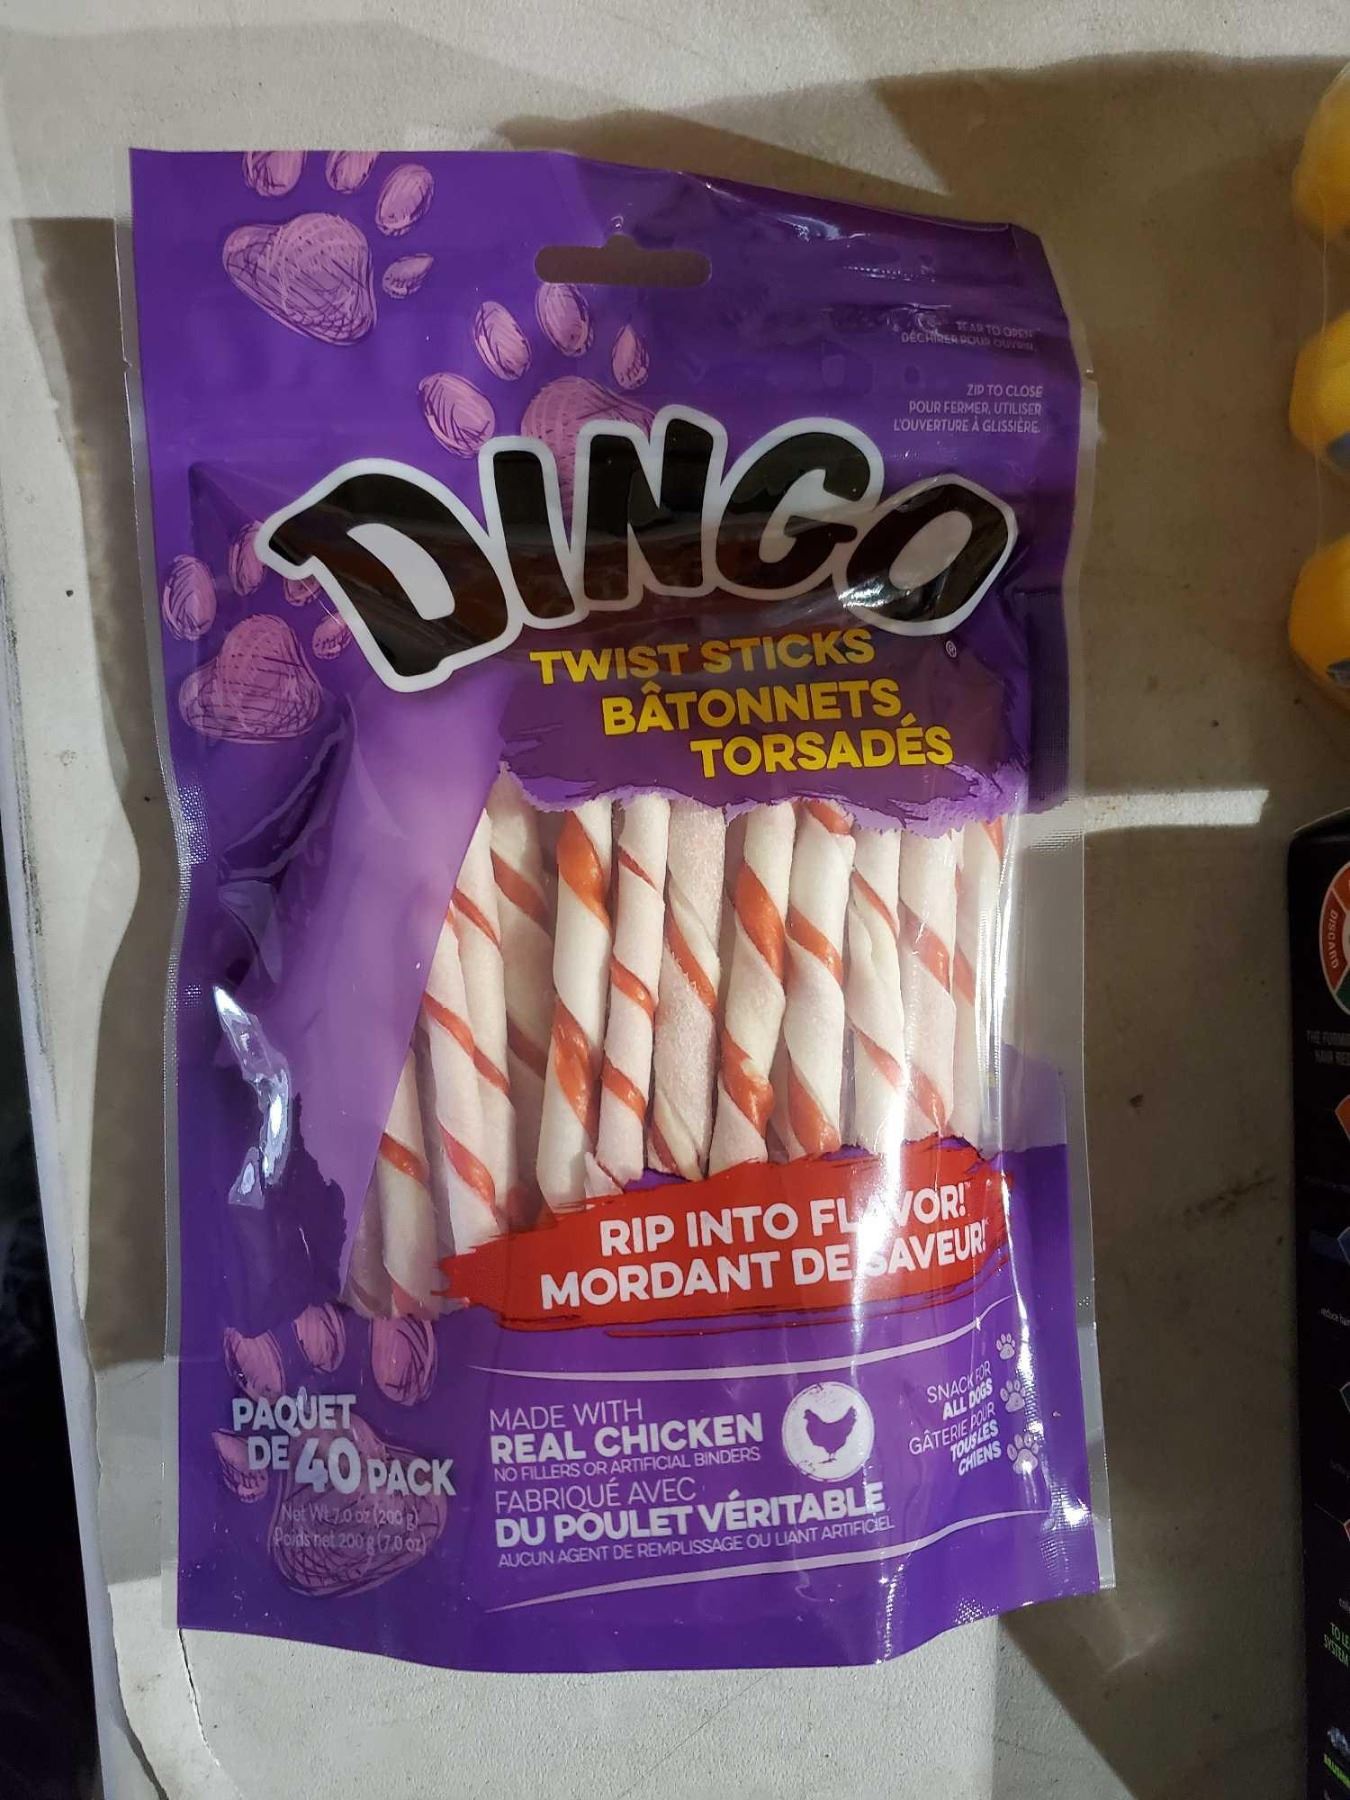 TEAR TO OPEN
DÉCHIRER POUR OUVRIR.
ZIP TO CLOSE
POUR FERMER, UTILISER
L'OUVERTURE À GLISSIÈRE.
DINGO®
TWIST STICKS
BÂTONNETS
TORSADÉS
RIP INTO FLAVOR!
MORDANT DE SAVEUR!
PAQUET
DE 40 PACK
Net Wt 7.0 oz (200 g)
Poids net 200 g (7.0 oz)
MADE WITH
REAL CHICKEN
NO FILLERS OR ARTIFICIAL BINDERS
FABRIQUÉ AVEC
DU POULET VÉRITABLE
AUCUN AGENT DE REMPLISSAGE OU LIANT ARTIFICIEL
SNACK FOR
ALL DOGS
GÂTERIE POUR
TOUS LES
CHIENS
DISCARD
THE
HAIR